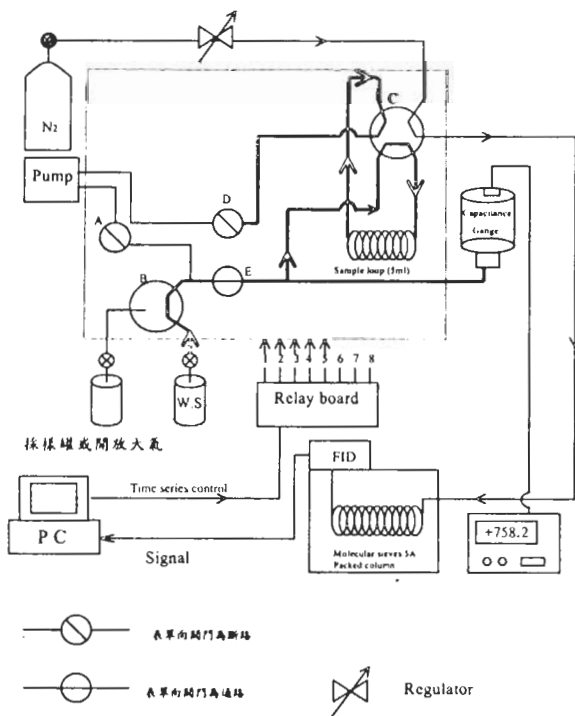 C
N2
Pump
D
A
Capacitance
Gauge
B
E
Sample loop (5ml)
1 2 3 4 5 6 7 8
W.S
Relay board
採樣罐或開放大氣
FID
Time series control
PC
+758.2
Signal
Molecular sieves 5A
Packed column
表單向閥門為斷路
表單向閥門為通路
Regulator